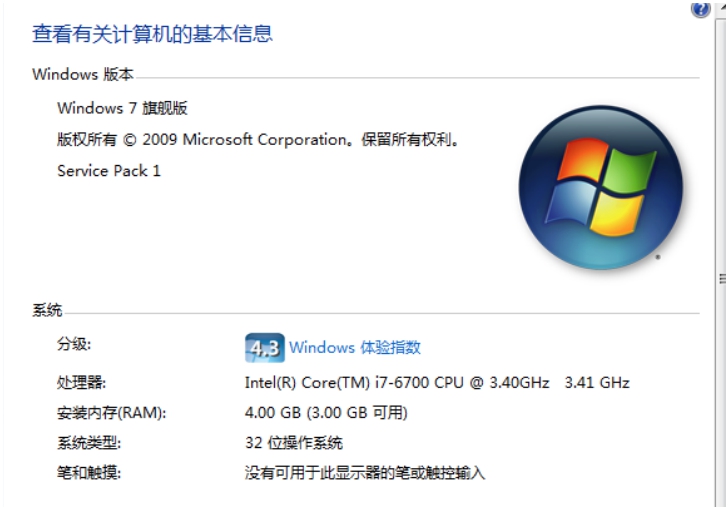 查看有关计算机的基本信息
Windows 版本
Windows 7 旗舰版
版权所有 © 2009 Microsoft Corporation。保留所有权利。
Service Pack 1
系统
分级: 4.3 Windows 体验指数
处理器: Intel(R) Core(TM) i7-6700 CPU @ 3.40GHz 3.41 GHz
安装内存(RAM): 4.00 GB (3.00 GB 可用)
系统类型: 32 位操作系统
笔和触摸: 没有可用于此显示器的笔或触控输入